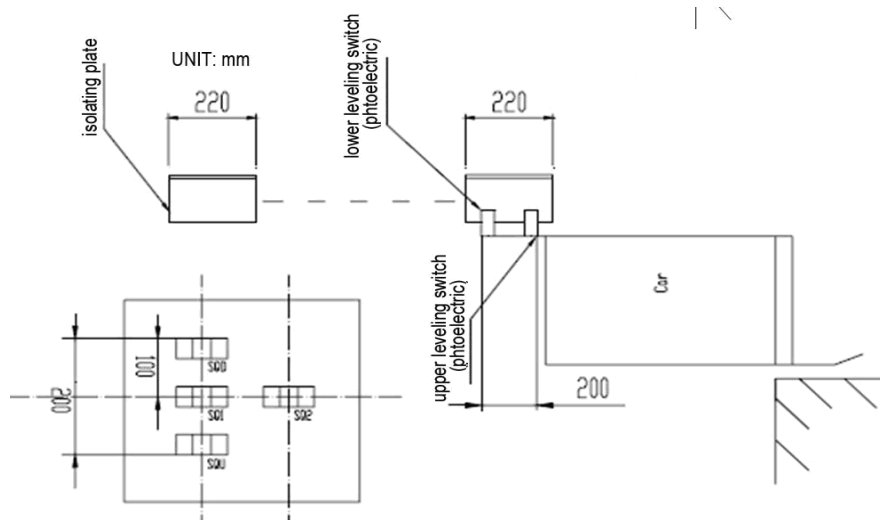 isolating plate
UNIT: mm
220
lower leveling switch
(phtoelectric)
220
Car
upper leveling switch
(phtoelectric)
200
200
100
SQD
SQ1
SQ2
SQU